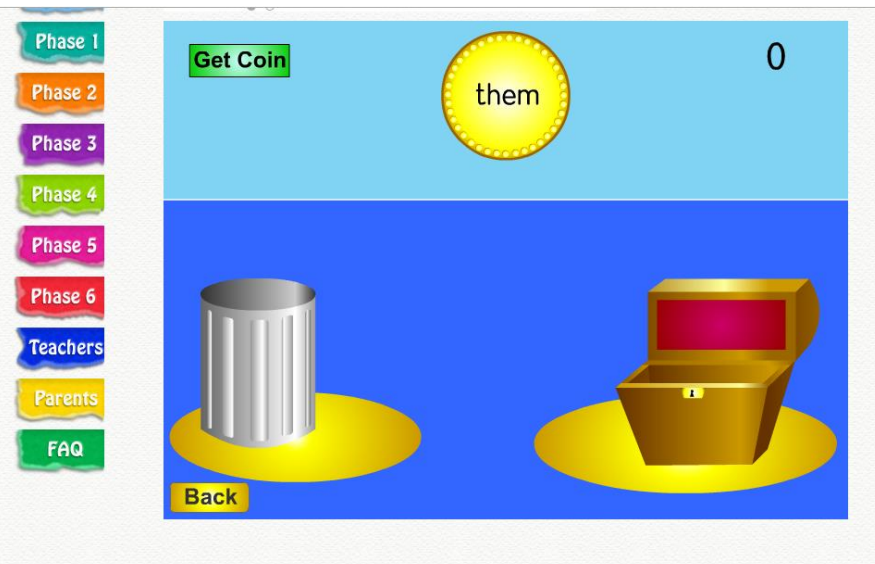 Phase 1
Phase 2
Phase 3
Phase 4
Phase 5
Phase 6
Teachers
Parents
FAQ
Get Coin
them
0
Back